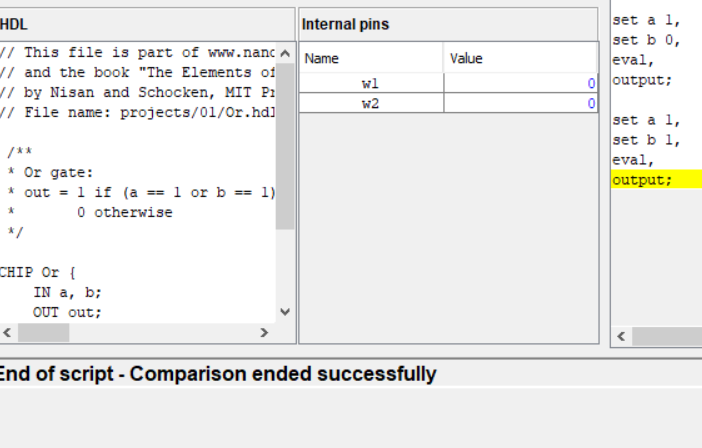 HDL
// This file is part of www.nand
// and the book "The Elements of
// by Nisan and Schocken, MIT Pr
// File name: projects/01/Or.hdl
/**
* Or gate:
* out = 1 if (a == 1 or b == 1)
* 0 otherwise
*/
CHIP Or {
IN a, b;
OUT out;
Internal pins
Name Value
w1 0
w2 0
set a 1,
set b 0,
eval,
output;
set a 1,
set b 1,
eval,
output;
End of script - Comparison ended successfully